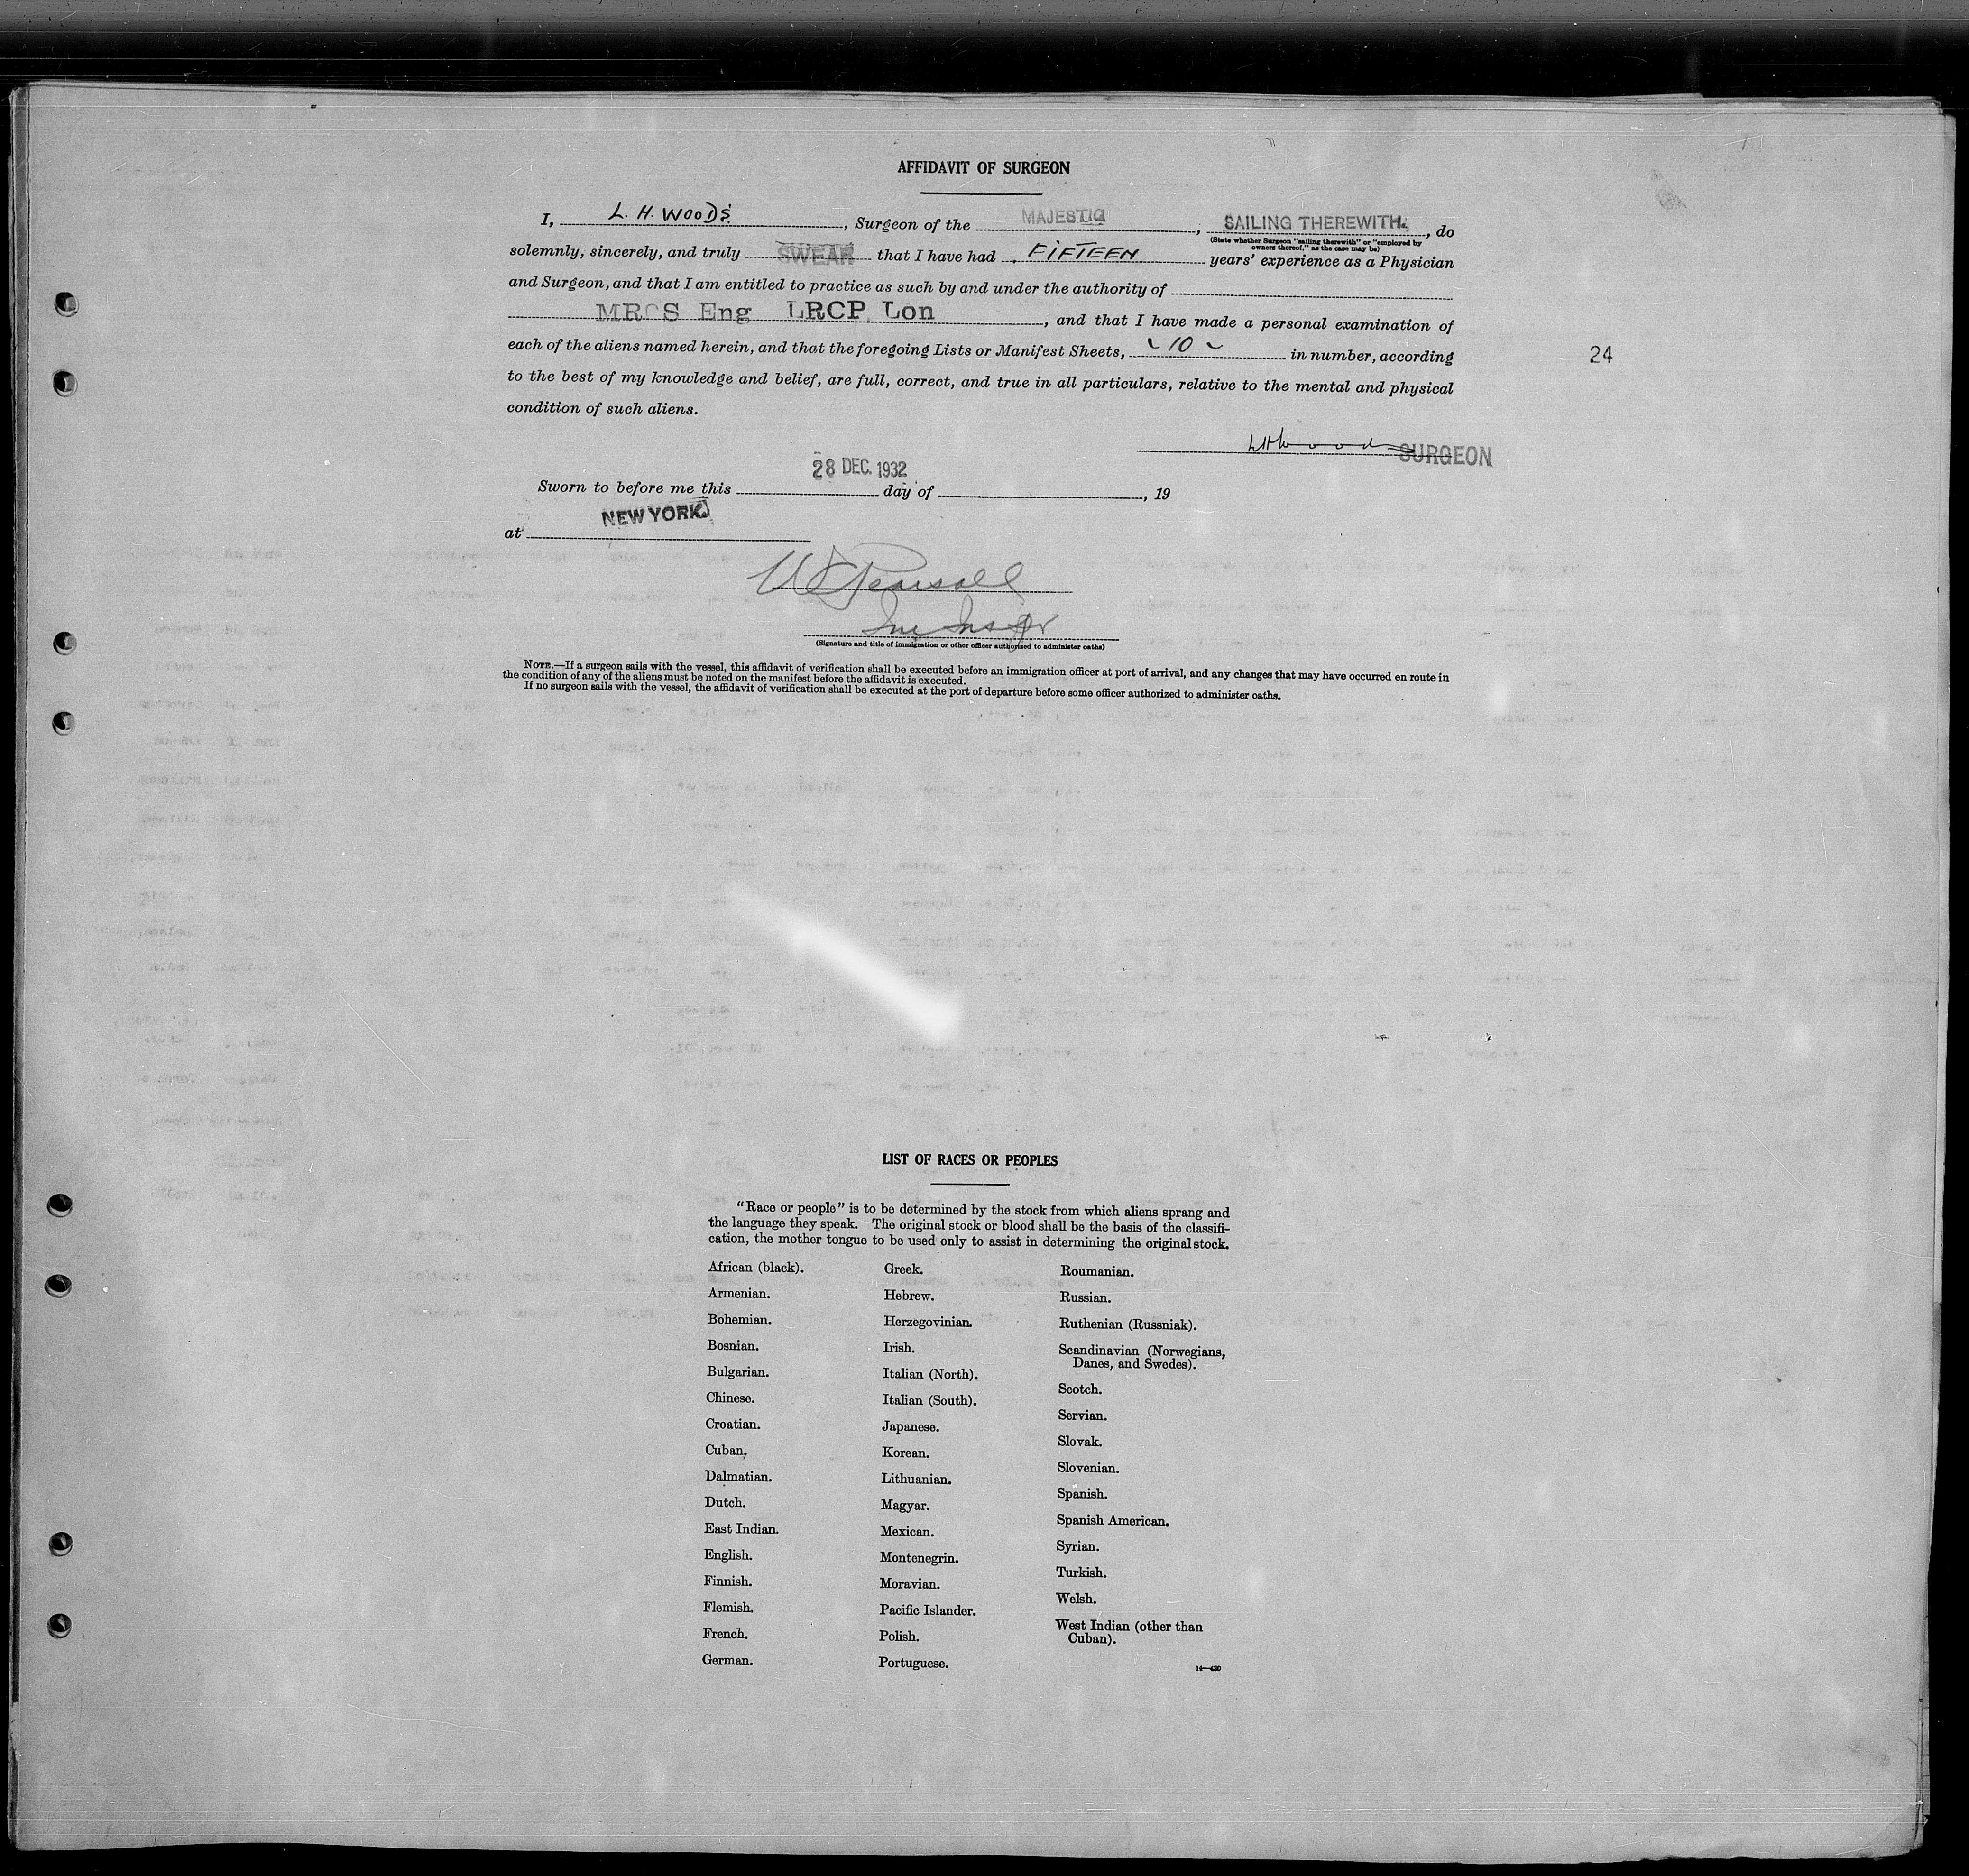 AFFIDAVIT OF SURGEON
I, L. H. WOODS, Surgeon of the MAJESTIC, SAILING THEREWITH., do
(State whether Surgeon "sailing therewith" or "employed by
owners thereof," as the case may be)
solemnly, sincerely, and truly SWEAR that I have had FIFTEEN years' experience as a Physician
and Surgeon, and that I am entitled to practice as such by and under the authority of
MRCS Eng LRCP Lon, and that I have made a personal examination of
each of the aliens named herein, and that the foregoing Lists or Manifest Sheets, 10 in number, according
24
to the best of my knowledge and belief, are full, correct, and true in all particulars, relative to the mental and physical
condition of such aliens.
LHWoods SURGEON
28 DEC. 1932
Sworn to before me this day of , 19
at NEW YORK.
Pearsall
(Signature and title of immigration or other officer authorized to administer oaths)
NOTE.—If a surgeon sails with the vessel, this affidavit of verification shall be executed before an immigration officer at port of arrival, and any changes that may have occurred en route in
the condition of any of the aliens must be noted on the manifest before the affidavit is executed.
If no surgeon sails with the vessel, the affidavit of verification shall be executed at the port of departure before some officer authorized to administer oaths.
LIST OF RACES OR PEOPLES
"Race or people" is to be determined by the stock from which aliens sprang and
the language they speak. The original stock or blood shall be the basis of the classifi-
cation, the mother tongue to be used only to assist in determining the original stock.
African (black).
Armenian.
Bohemian.
Bosnian.
Bulgarian.
Chinese.
Croatian.
Cuban.
Dalmatian.
Dutch.
East Indian.
English.
Finnish.
Flemish.
French.
German.
Greek.
Hebrew.
Herzegovinian.
Irish.
Italian (North).
Italian (South).
Japanese.
Korean.
Lithuanian.
Magyar.
Mexican.
Montenegrin.
Moravian.
Pacific Islander.
Polish.
Portuguese.
Roumanian.
Russian.
Ruthenian (Russniak).
Scandinavian (Norwegians,
Danes, and Swedes).
Scotch.
Servian.
Slovak.
Slovenian.
Spanish.
Spanish American.
Syrian.
Turkish.
Welsh.
West Indian (other than
Cuban).
14—430